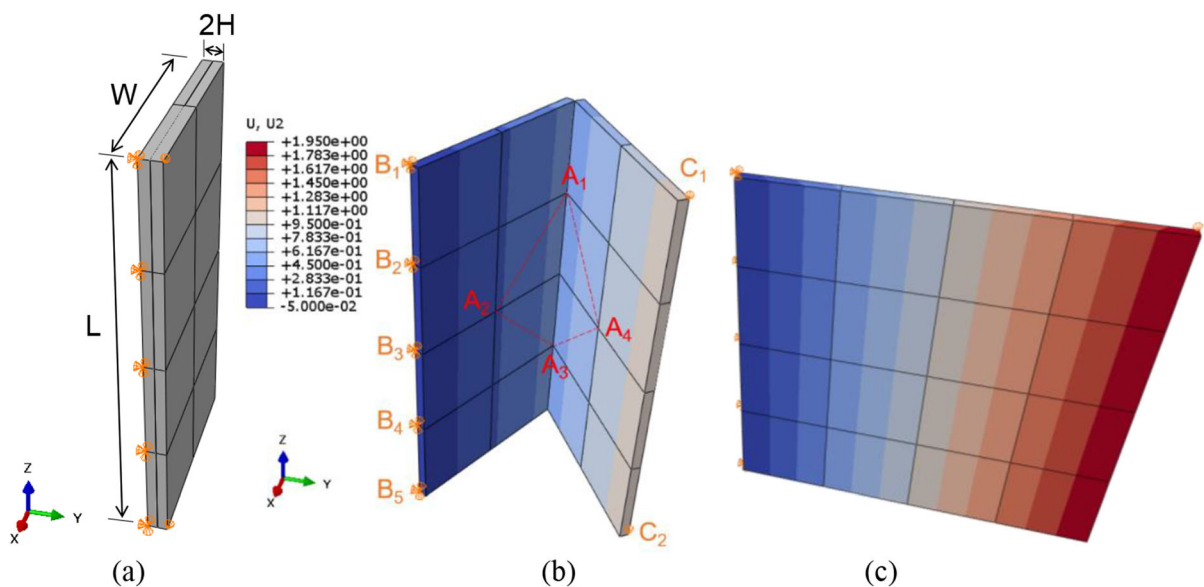 2H
W
L
Z
Y
X
(a)
U, U2
+1.950e+00
+1.783e+00
+1.617e+00
+1.450e+00
+1.283e+00
+1.117e+00
+9.500e-01
+7.833e-01
+6.167e-01
+4.500e-01
+2.833e-01
+1.167e-01
-5.000e-02
Z
Y
X
B1
B2
B3
B4
B5
A1
A2
A3
A4
C1
C2
(b)
(c)